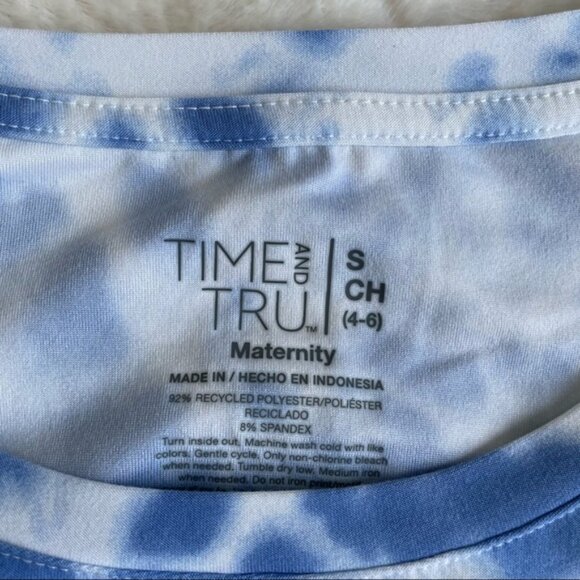 TIME AND TRU™
S
CH
(4-6)
Maternity
MADE IN / HECHO EN INDONESIA
92% RECYCLED POLYESTER/POLIÉSTER
RECICLADO
8% SPANDEX
Turn inside out. Machine wash cold with like
colors. Gentle cycle. Only non-chlorine bleach
when needed. Tumble dry low. Medium iron
when needed. Do not iron